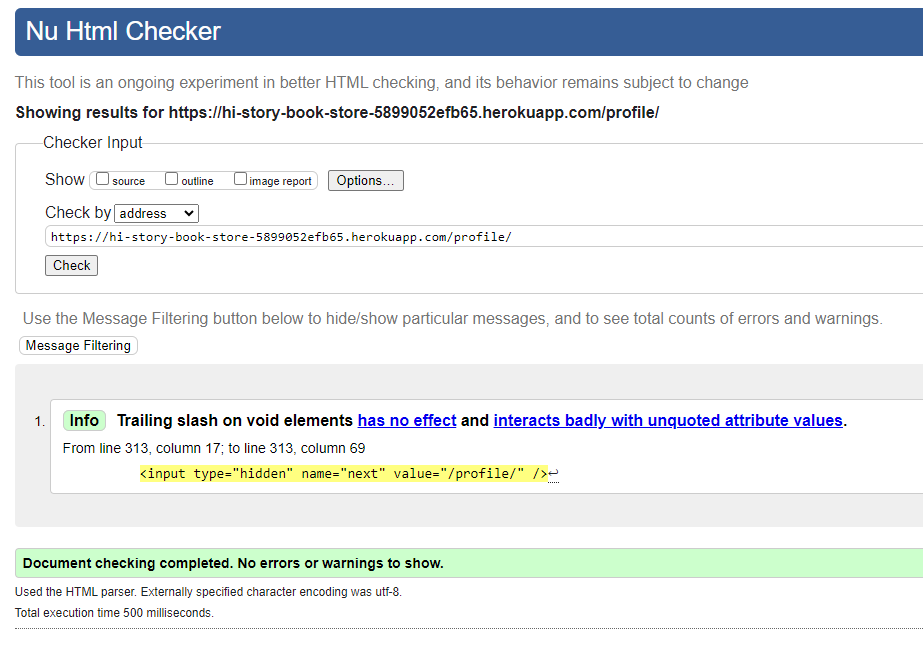 Nu Html Checker
This tool is an ongoing experiment in better HTML checking, and its behavior remains subject to change
Showing results for https://hi-story-book-store-5899052efb65.herokuapp.com/profile/
Checker Input
Show source outline image report Options...
Check by address
https://hi-story-book-store-5899052efb65.herokuapp.com/profile/
Check
Use the Message Filtering button below to hide/show particular messages, and to see total counts of errors and warnings.
Message Filtering
1. Info Trailing slash on void elements has no effect and interacts badly with unquoted attribute values.
From line 313, column 17; to line 313, column 69
<input type="hidden" name="next" value="/profile/" />↩
Document checking completed. No errors or warnings to show.
Used the HTML parser. Externally specified character encoding was utf-8.
Total execution time 500 milliseconds.